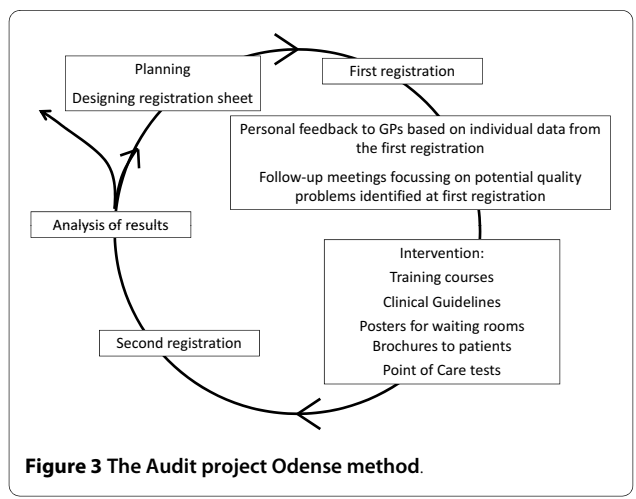 Planning
Designing registration sheet
First registration
Personal feedback to GPs based on individual data from
the first registration
Follow-up meetings focussing on potential quality
problems identified at first registration
Intervention:
Training courses
Clinical Guidelines
Posters for waiting rooms
Brochures to patients
Point of Care tests
Second registration
Analysis of results
Figure 3 The Audit project Odense method.